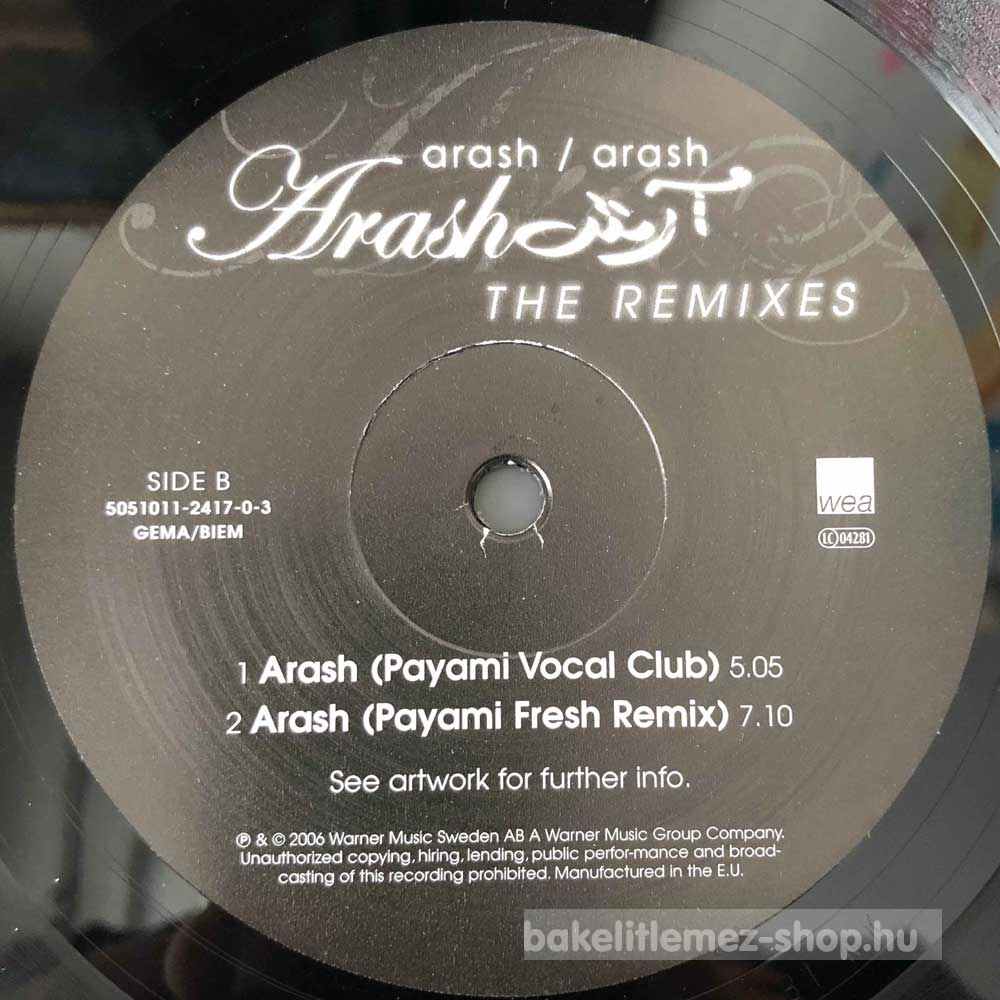 arash / arash
Arash آرش
THE REMIXES
SIDE B
5051011-2417-0-3
GEMA/BIEM
wea
LC 04281
1 Arash (Payami Vocal Club) 5.05
2 Arash (Payami Fresh Remix) 7.10
See artwork for further info.
℗ & © 2006 Warner Music Sweden AB A Warner Music Group Company.
Unauthorized copying, hiring, lending, public perfor-mance and broad-
casting of this recording prohibited. Manufactured in the E.U.
bakelitlemez-shop.hu